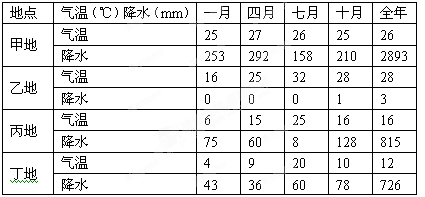 地点 气温(℃)降水(mm) 一月 四月 七月 十月 全年
甲地 气温 25 27 26 25 26
降水 253 292 158 210 2893
乙地 气温 16 25 32 28 28
降水 0 0 0 1 3
丙地 气温 6 15 25 16 16
降水 75 60 8 128 815
丁地 气温 4 9 20 10 12
降水 43 36 60 78 726